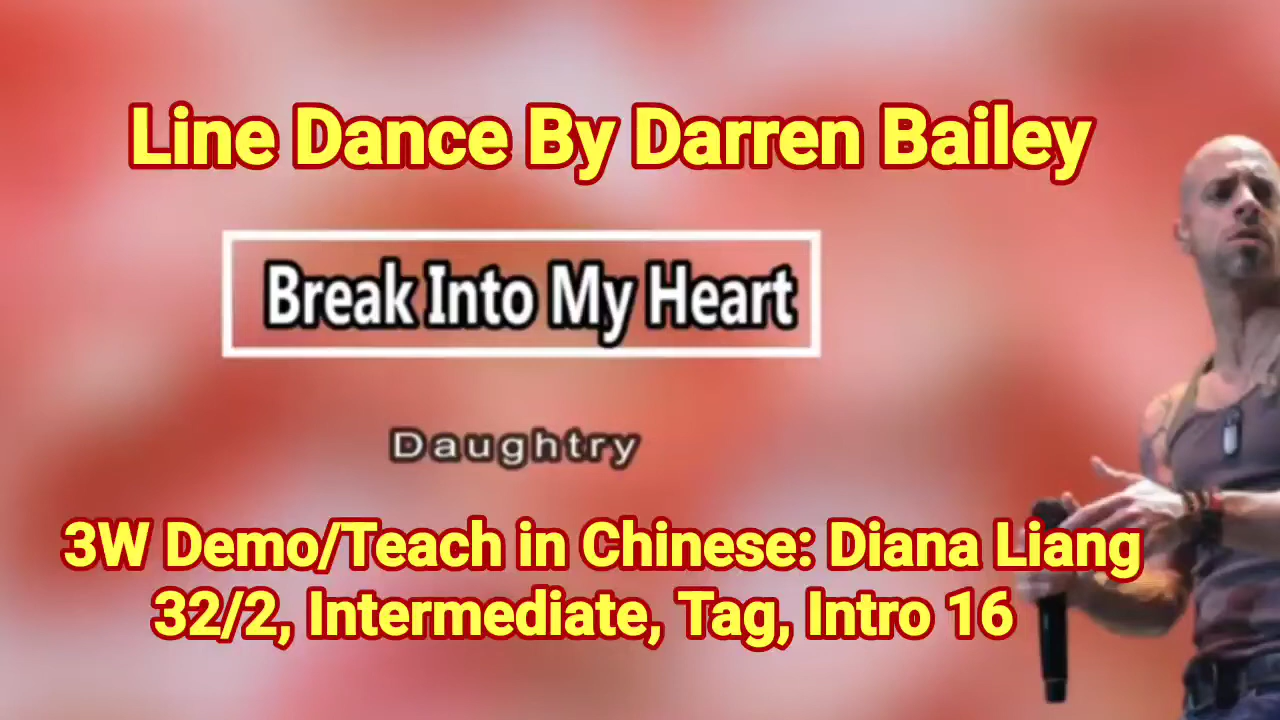 Line Dance By Darren Bailey
Break Into My Heart
Daughtry
3W Demo/Teach in Chinese: Diana Liang
32/2, Intermediate, Tag, Intro 16